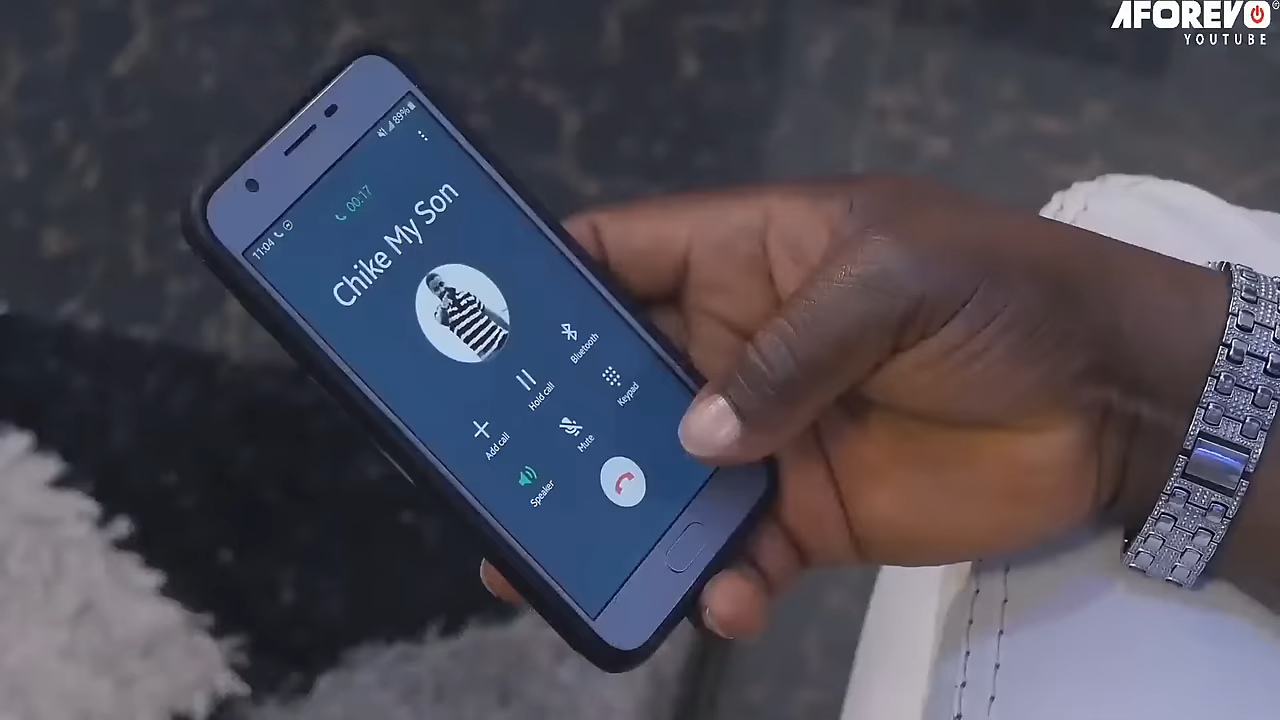 AFOREVO
YOUTUBE
89%
11:04
00:17
Chike My Son
Add call
Hold call
Bluetooth
Speaker
Mute
Keypad